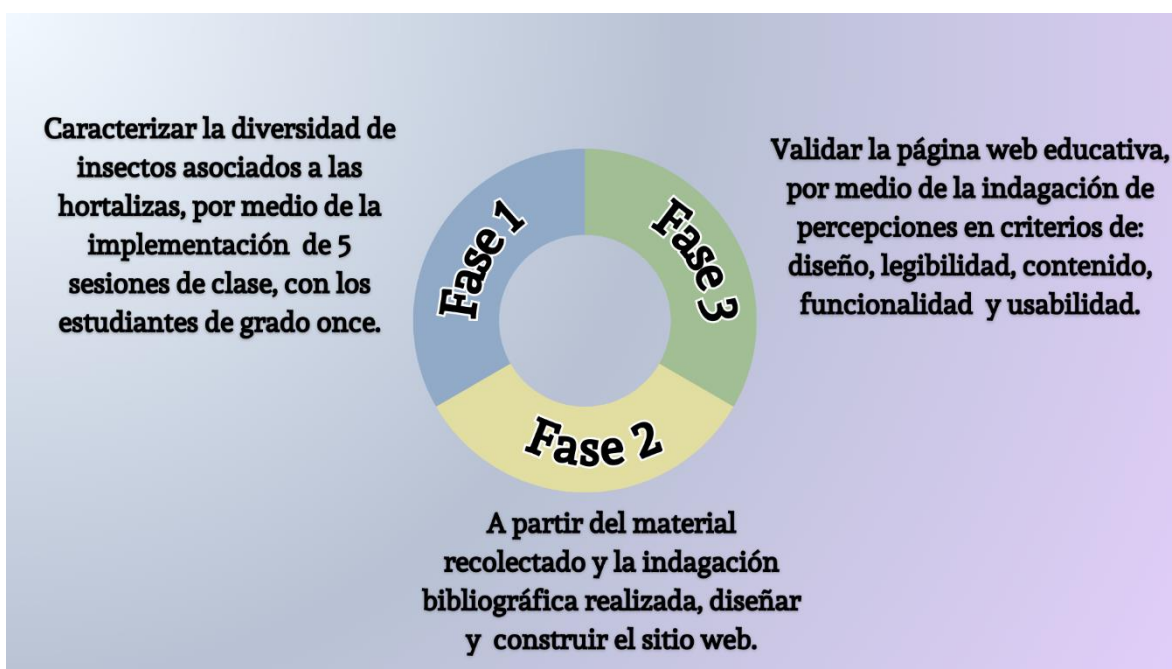 Caracterizar la diversidad de
insectos asociados a las
hortalizas, por medio de la
implementación de 5
sesiones de clase, con los
estudiantes de grado once.
Fase 1
Fase 2
A partir del material
recolectado y la indagación
bibliográfica realizada, diseñar
y construir el sitio web.
Fase 3
Validar la página web educativa,
por medio de la indagación de
percepciones en criterios de:
diseño, legibilidad, contenido,
funcionalidad y usabilidad.